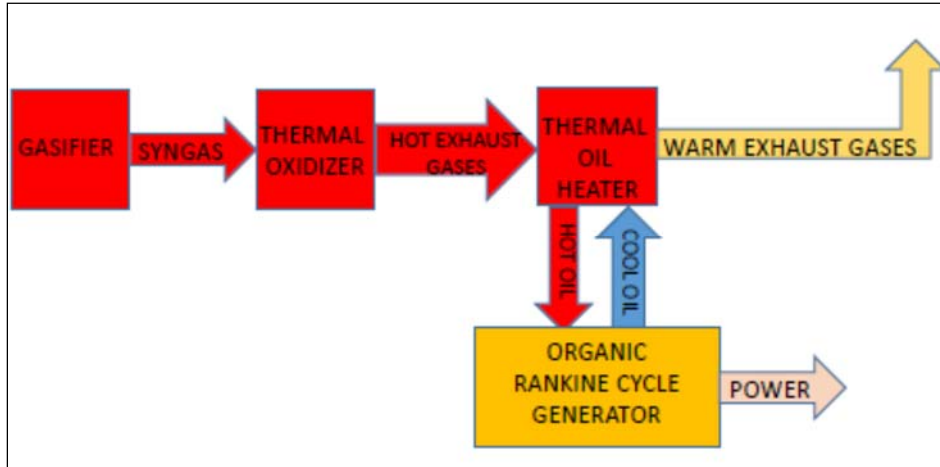 GASIFIER
SYNGAS
THERMAL
OXIDIZER
HOT EXHAUST
GASES
THERMAL
OIL
HEATER
WARM EXHAUST GASES
HOT OIL
COOL OIL
ORGANIC
RANKINE CYCLE
GENERATOR
POWER